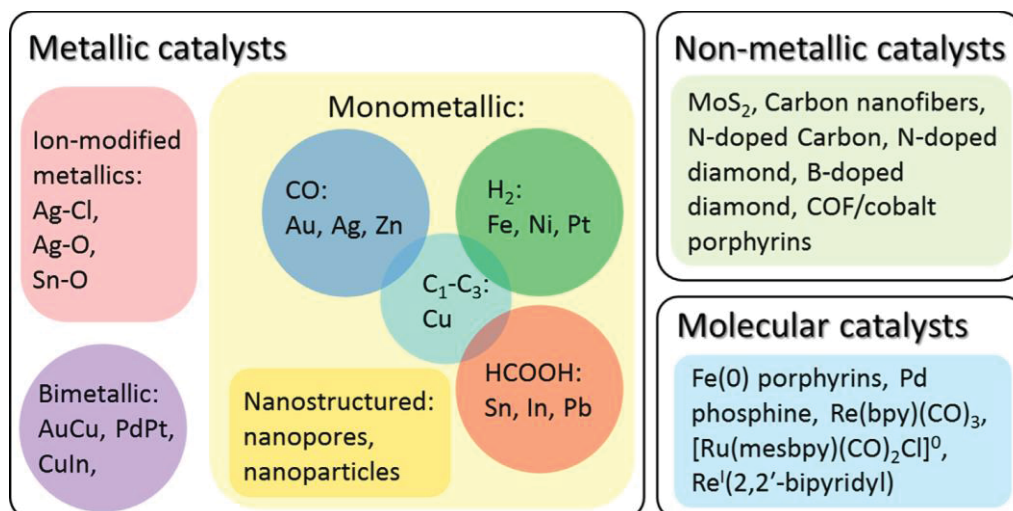 Metallic catalysts
Ion-modified
metallics:
Ag-Cl,
Ag-O,
Sn-O
Bimetallic:
AuCu, PdPt,
CuIn,
Monometallic:
CO:
Au, Ag, Zn
H₂:
Fe, Ni, Pt
C₁-C₃:
Cu
HCOOH:
Sn, In, Pb
Nanostructured:
nanopores,
nanoparticles
Non-metallic catalysts
MoS₂, Carbon nanofibers,
N-doped Carbon, N-doped
diamond, B-doped
diamond, COF/cobalt
porphyrins
Molecular catalysts
Fe(0) porphyrins, Pd
phosphine, Re(bpy)(CO)₃,
[Ru(mesbpy)(CO)₂Cl]⁰,
Reᴵ(2,2′-bipyridyl)